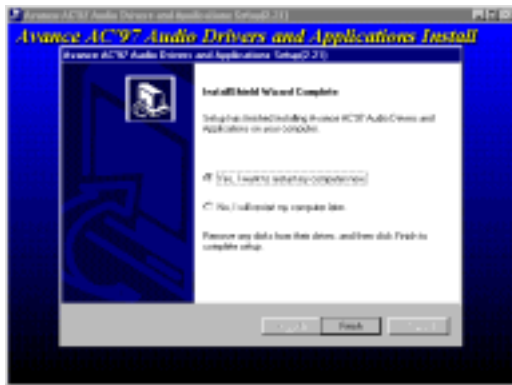 Avance AC'97 Audio Drivers and Applications Setup(2.21)
Avance AC'97 Audio Drivers and Applications Install
Avance AC'97 Audio Drivers and Applications Setup(2.21)
InstallShield Wizard Complete
Setup has finished installing Avance AC'97 Audio Drivers and
Applications on your computer.
Yes, I want to restart my computer now.
No, I will restart my computer later.
Remove any disks from their drives, and then click Finish to
complete setup.
Finish